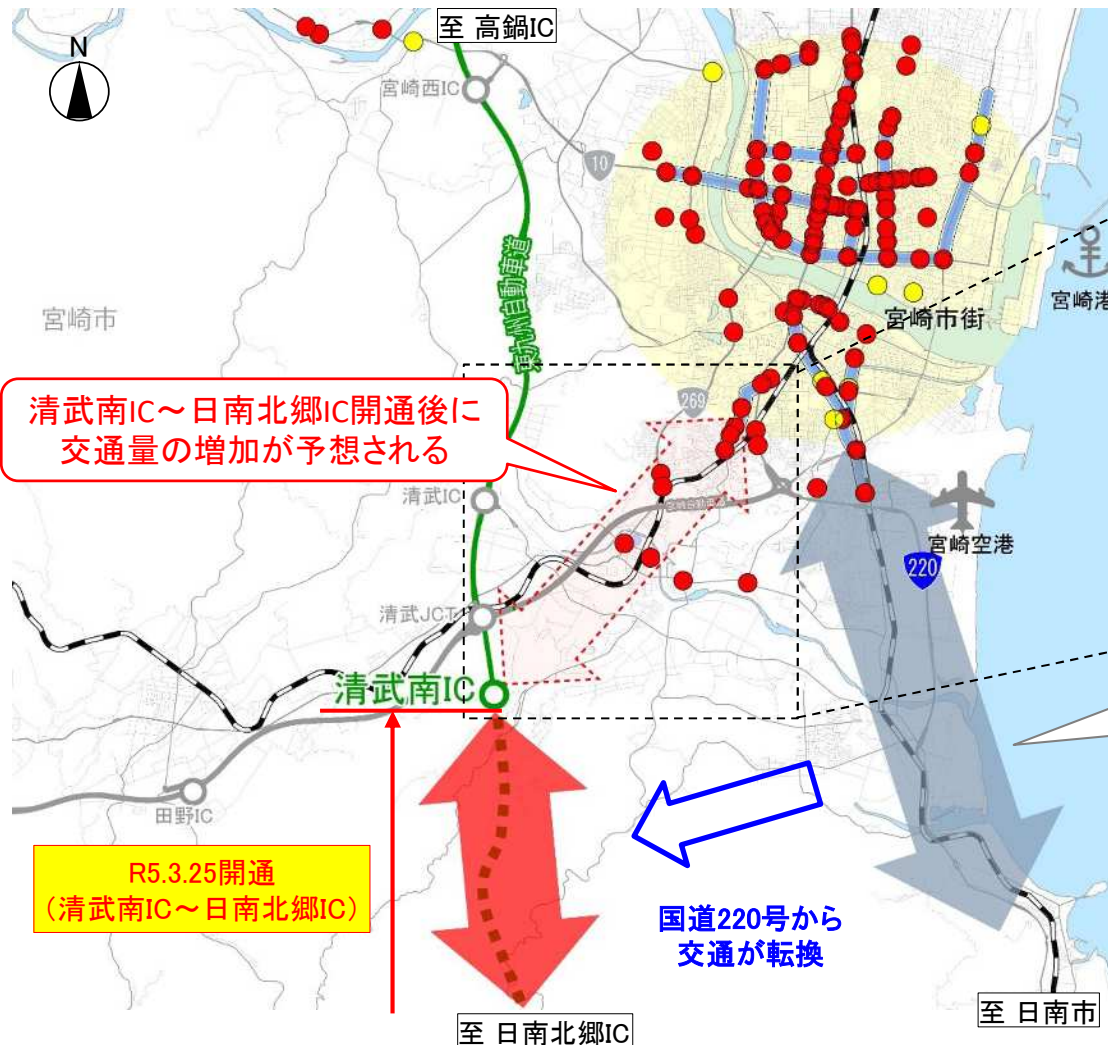 至 高鍋IC
N
宮崎西IC
10
東九州自動車道
宮崎市
宮崎港
宮崎市街
清武南IC～日南北郷IC開通後に
交通量の増加が予想される
269
清武IC
宮崎自動車道
宮崎空港
220
清武JCT
清武南IC
田野IC
R5.3.25開通
（清武南IC～日南北郷IC）
国道220号から
交通が転換
至 日南市
至 日南北郷IC